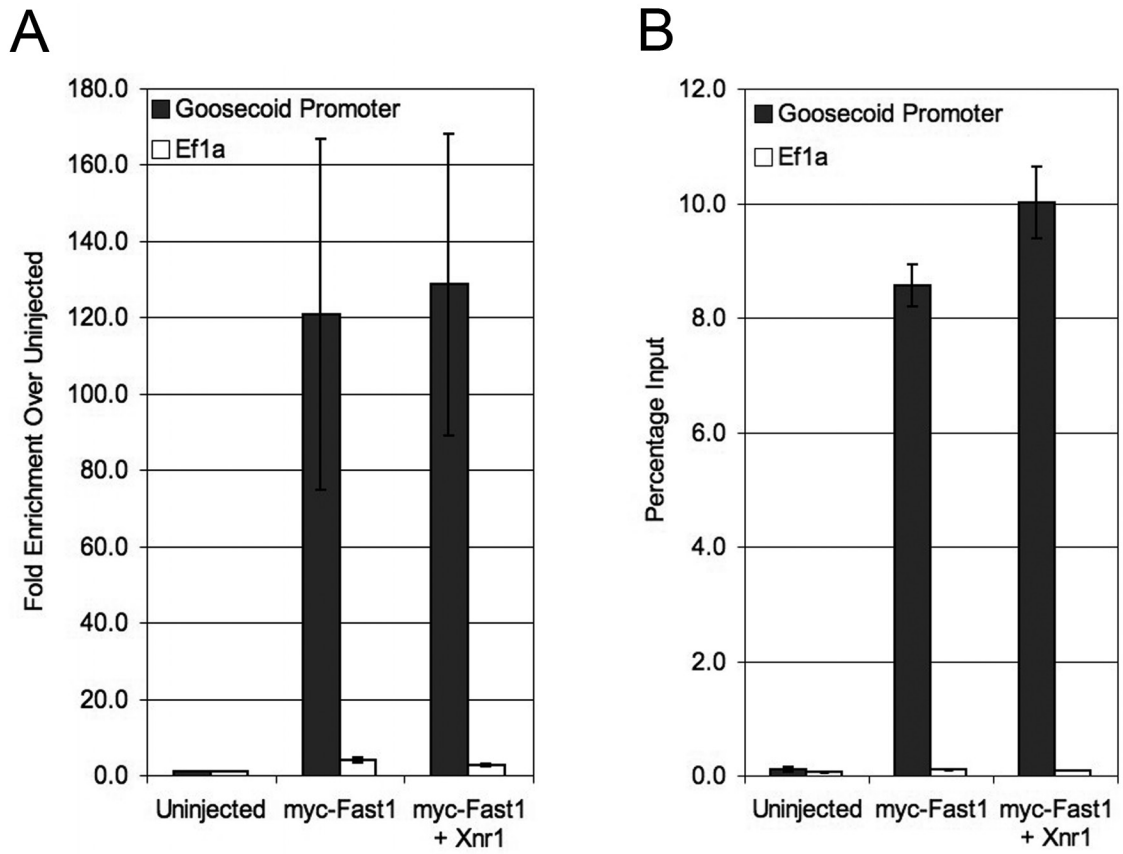 A
Fold Enrichment Over Uninjected
180.0
160.0
140.0
120.0
100.0
80.0
60.0
40.0
20.0
0.0
Goosecoid Promoter
Ef1a
Uninjected
myc-Fast1
myc-Fast1
+ Xnr1
B
Percentage Input
12.0
10.0
8.0
6.0
4.0
2.0
0.0
Goosecoid Promoter
Ef1a
Uninjected
myc-Fast1
myc-Fast1
+ Xnr1